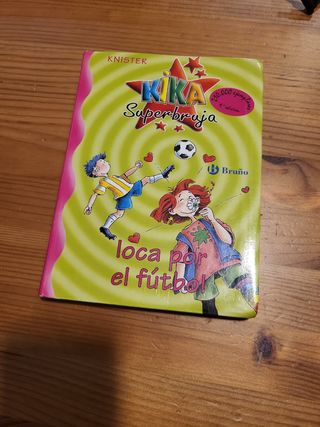 KNISTER
KIKA
Superbruja
Bruño
loca por
el fútbol